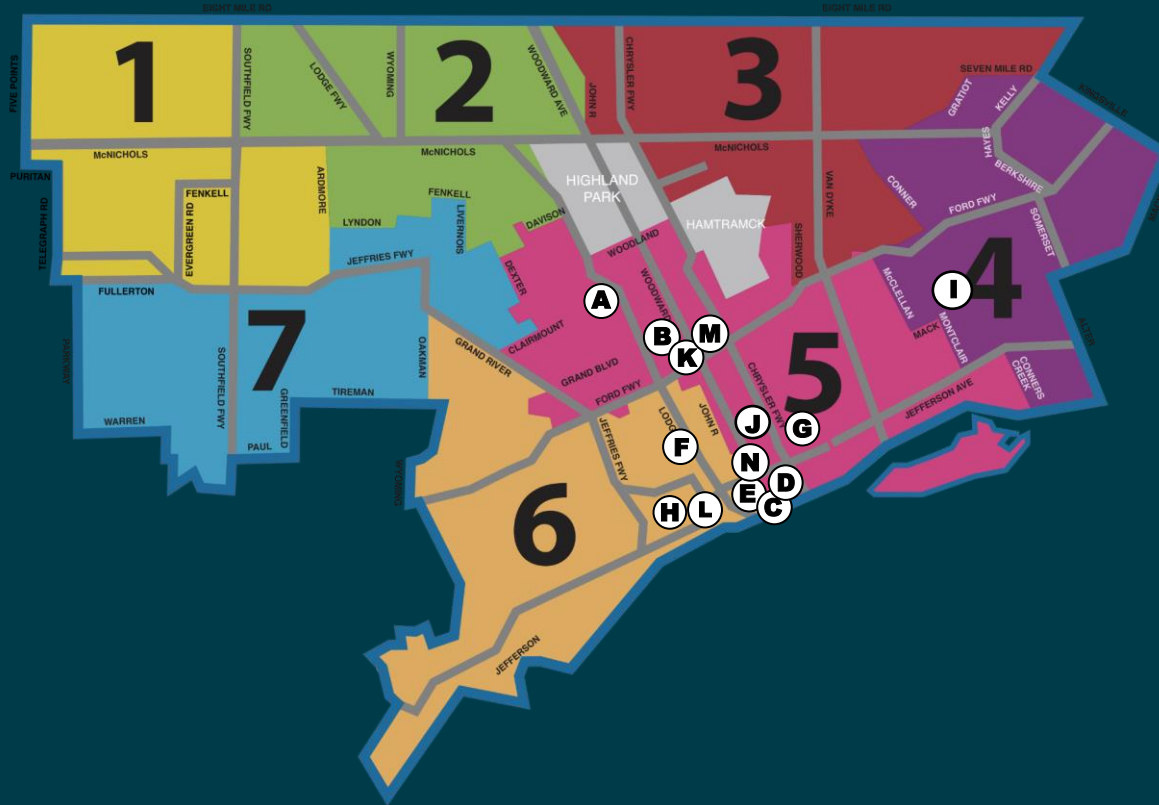 EIGHT MILE RD
EIGHT MILE RD
FIVE POINTS
1
SOUTHFIELD FWY
LODGE FWY
WYOMING
2
WOODWARD AVE
JOHN R
CHRYSLER FWY
3
SEVEN MILE RD
GRATIOT
KELLY
KINGSVILLE
HAYES
McNICHOLS
McNICHOLS
McNICHOLS
BERKSHIRE
PURITAN
TELEGRAPH RD
FENKELL
EVERGREEN RD
ARDMORE
FENKELL
HIGHLAND
PARK
HAMTRAMCK
VAN DYKE
CONNER
FORD FWY
SOMERSET
LYNDON
LIVERNOIS
DAVISON
WOODLAND
SHERWOOD
JEFFRIES FWY
DEXTER
WOODWARD
4
McCLELLAN
I
FULLERTON
A
7
CLAIRMOUNT
B
M
K
MACK
MONTCLAIR
ALTER
PARKWAY
SOUTHFIELD FWY
OAKMAN
GRAND RIVER
GRAND BLVD
FORD FWY
CHRYSLER FWY
5
CONNERS
CREEK
JEFFERSON AVE
GREENFIELD
TIREMAN
WARREN
PAUL
JEFFRIES FWY
JOHN R
J
G
F
WYOMING
N
D
E
C
6
H
L
JEFFERSON